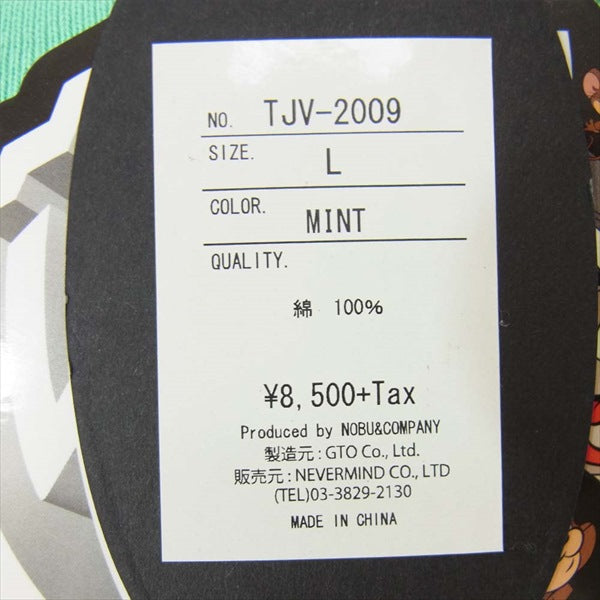 NO. TJV-2009
SIZE. L
COLOR. MINT
QUALITY.
綿 100%
¥8,500+Tax
Produced by NOBU&COMPANY
製造元:GTO Co., Ltd.
販売元:NEVERMIND CO., LTD
(TEL)03-3829-2130
MADE IN CHINA